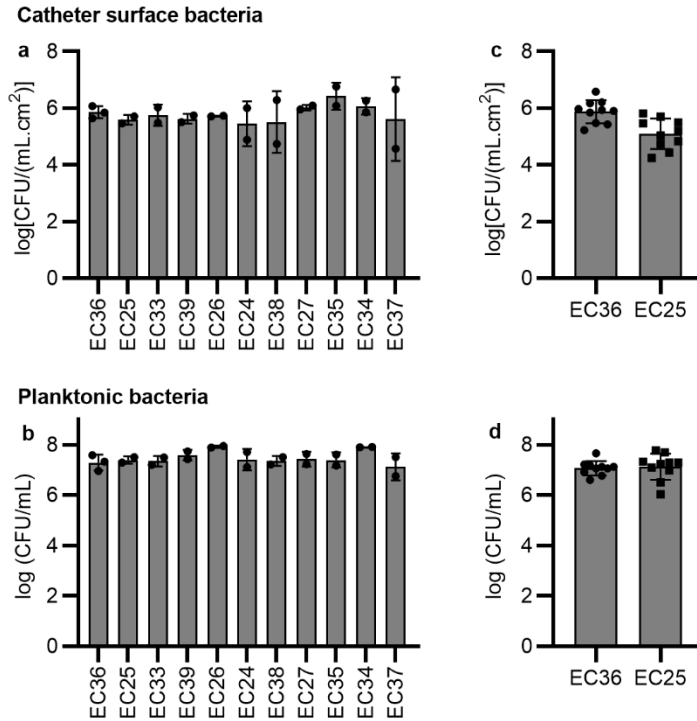 Catheter surface bacteria
a
log[CFU/(mL.cm²)]
8
6
4
2
0
EC36
EC25
EC33
EC39
EC26
EC24
EC38
EC27
EC35
EC34
EC37
c
log[CFU/(mL.cm²)]
8
6
4
2
0
EC36
EC25
Planktonic bacteria
b
log (CFU/mL)
8
6
4
2
0
EC36
EC25
EC33
EC39
EC26
EC24
EC38
EC27
EC35
EC34
EC37
d
log (CFU/mL)
8
6
4
2
0
EC36
EC25